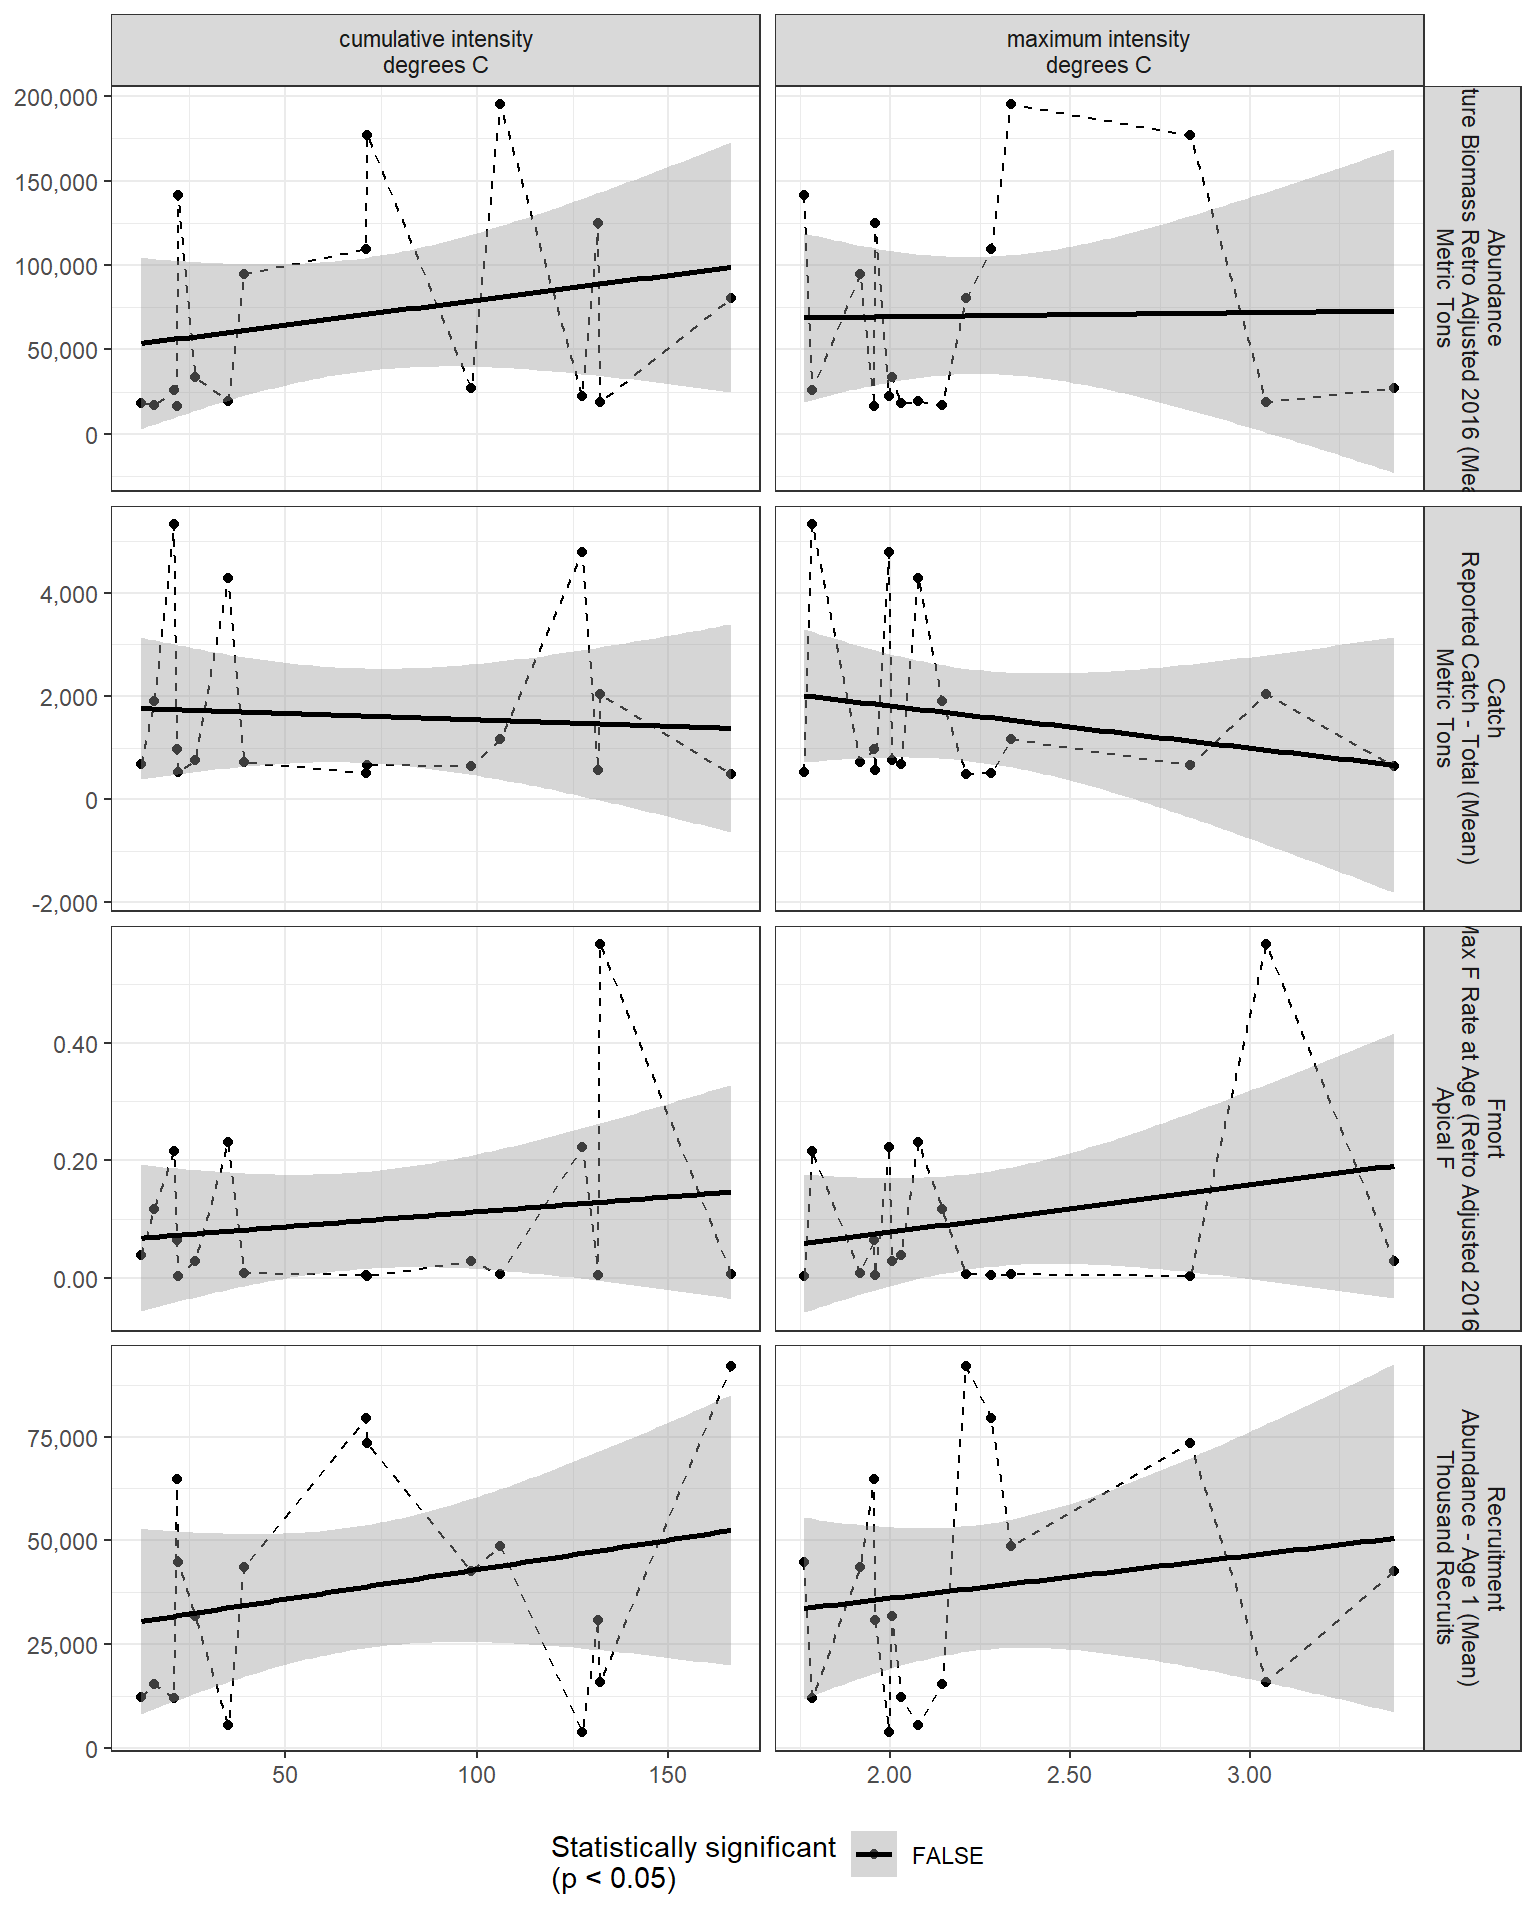 cumulative intensity
degrees C
maximum intensity
degrees C
200,000
150,000
100,000
50,000
0
Abundance
Biomass Retro Adjusted 2016
Metric Tons
4,000
2,000
0
-2,000
Catch
Reported Catch - Total (Mean)
Metric Tons
0.40
0.20
0.00
Fmort
Max F Rate at Age (Retro Adjusted 2016
Apical F
75,000
50,000
25,000
0
Recruitment
Abundance - Age 1 (Mean)
Thousand Recruits
50
100
150
2.00
2.50
3.00
Statistically significant
(p < 0.05)
FALSE